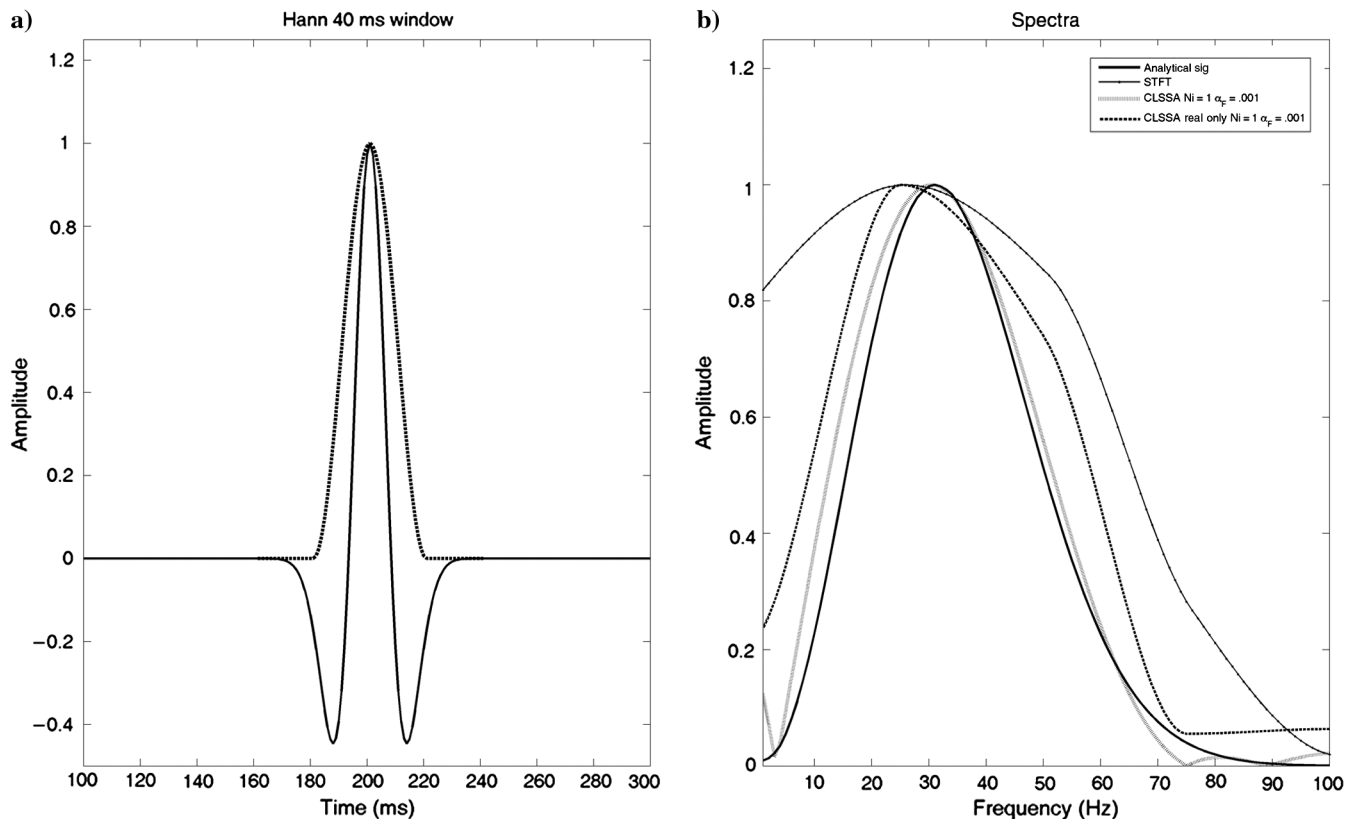 a)
Hann 40 ms window
1.2
1
0.8
0.6
0.4
0.2
0
−0.2
−0.4
Amplitude
100 120 140 160 180 200 220 240 260 280 300
Time (ms)
b)
Spectra
Analytical sig
STFT
CLSSA Ni = 1 α_F = .001
CLSSA real only Ni = 1 α_F = .001
1.2
1
0.8
0.6
0.4
0.2
0
Amplitude
10 20 30 40 50 60 70 80 90 100
Frequency (Hz)